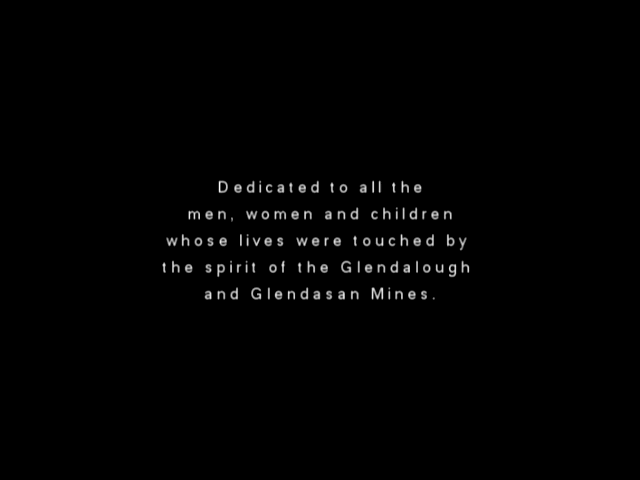 Dedicated to all the
men, women and children
whose lives were touched by
the spirit of the Glendalough
and Glendasan Mines.